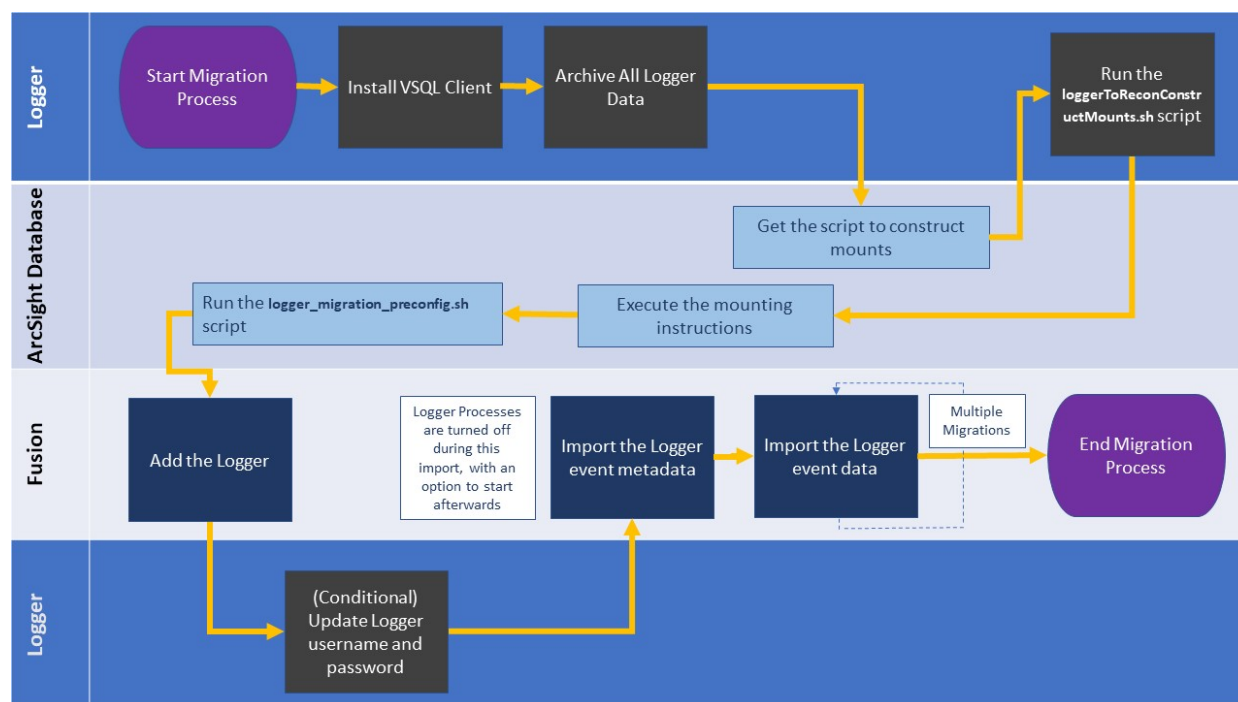 Logger
Start Migration
Process
Install VSQL Client
Archive All Logger
Data
Run the
loggerToReconConstr
uctMounts.sh script
ArcSight Database
Get the script to construct
mounts
Run the logger_migration_preconfig.sh
script
Execute the mounting
instructions
Fusion
Add the Logger
Logger Processes
are turned off
during this
import, with an
option to start
afterwards
Import the Logger
event metadata
Import the Logger
event data
Multiple
Migrations
End Migration
Process
Logger
(Conditional)
Update Logger
username and
password